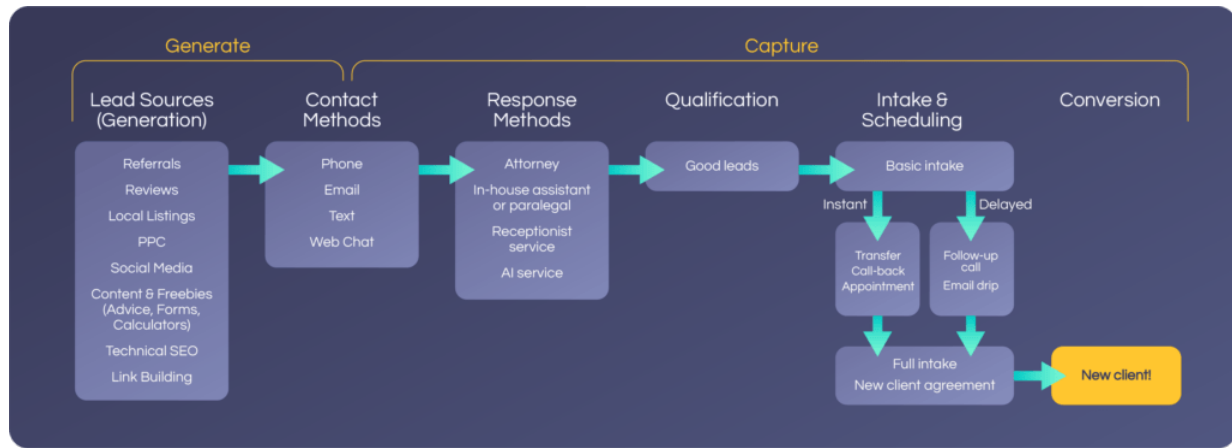 Generate
Capture
Lead Sources
(Generation)
Contact
Methods
Response
Methods
Qualification
Intake &
Scheduling
Conversion
Referrals
Reviews
Local Listings
PPC
Social Media
Content & Freebies
(Advice, Forms,
Calculators)
Technical SEO
Link Building
Phone
Email
Text
Web Chat
Attorney
In-house assistant
or paralegal
Receptionist
service
AI service
Good leads
Basic intake
Instant
Delayed
Transfer
Call-back
Appointment
Follow-up
call
Email drip
Full intake
New client agreement
New client!